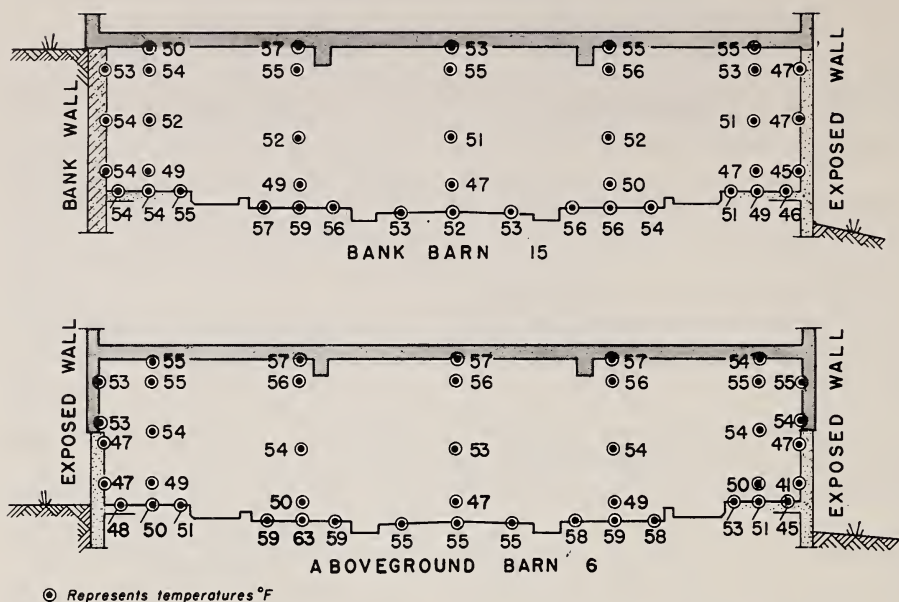 50 57 53 55 55
53 54 55 55 56 53 47
54 52 52 51 52 51 47
54 49 49 47 50 47 45
54 54 55 57 59 56 53 52 53 56 56 54 51 49 46
BANK WALL
EXPOSED WALL
BANK BARN 15
55 57 57 57 54
53 55 56 56 56 55 55
53 54 54 53 54 54 54
47 47
47 49 50 47 49 50 41
48 50 51 59 63 59 55 55 55 58 59 58 53 51 45
EXPOSED WALL
EXPOSED WALL
ABOVEGROUND BARN 6
Represents temperatures °F